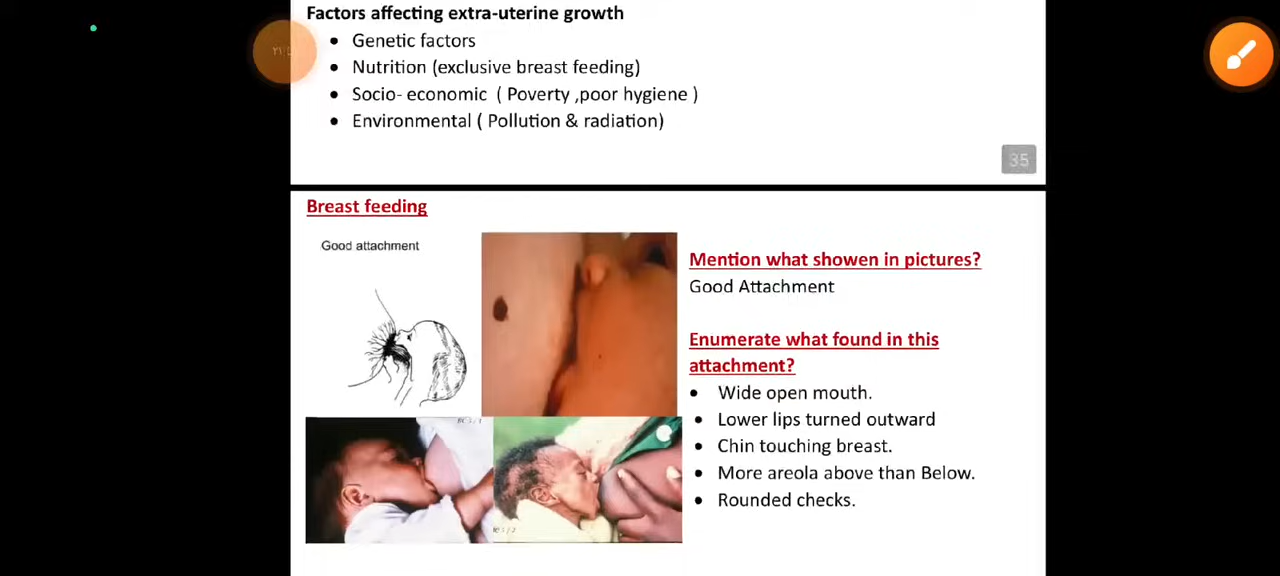 Factors affecting extra-uterine growth
• Genetic factors
• Nutrition (exclusive breast feeding)
• Socio- economic ( Poverty ,poor hygiene )
• Environmental ( Pollution & radiation)
35
Breast feeding
Good attachment
Mention what showen in pictures?
Good Attachment
Enumerate what found in this
attachment?
• Wide open mouth.
• Lower lips turned outward
• Chin touching breast.
• More areola above than Below.
• Rounded checks.